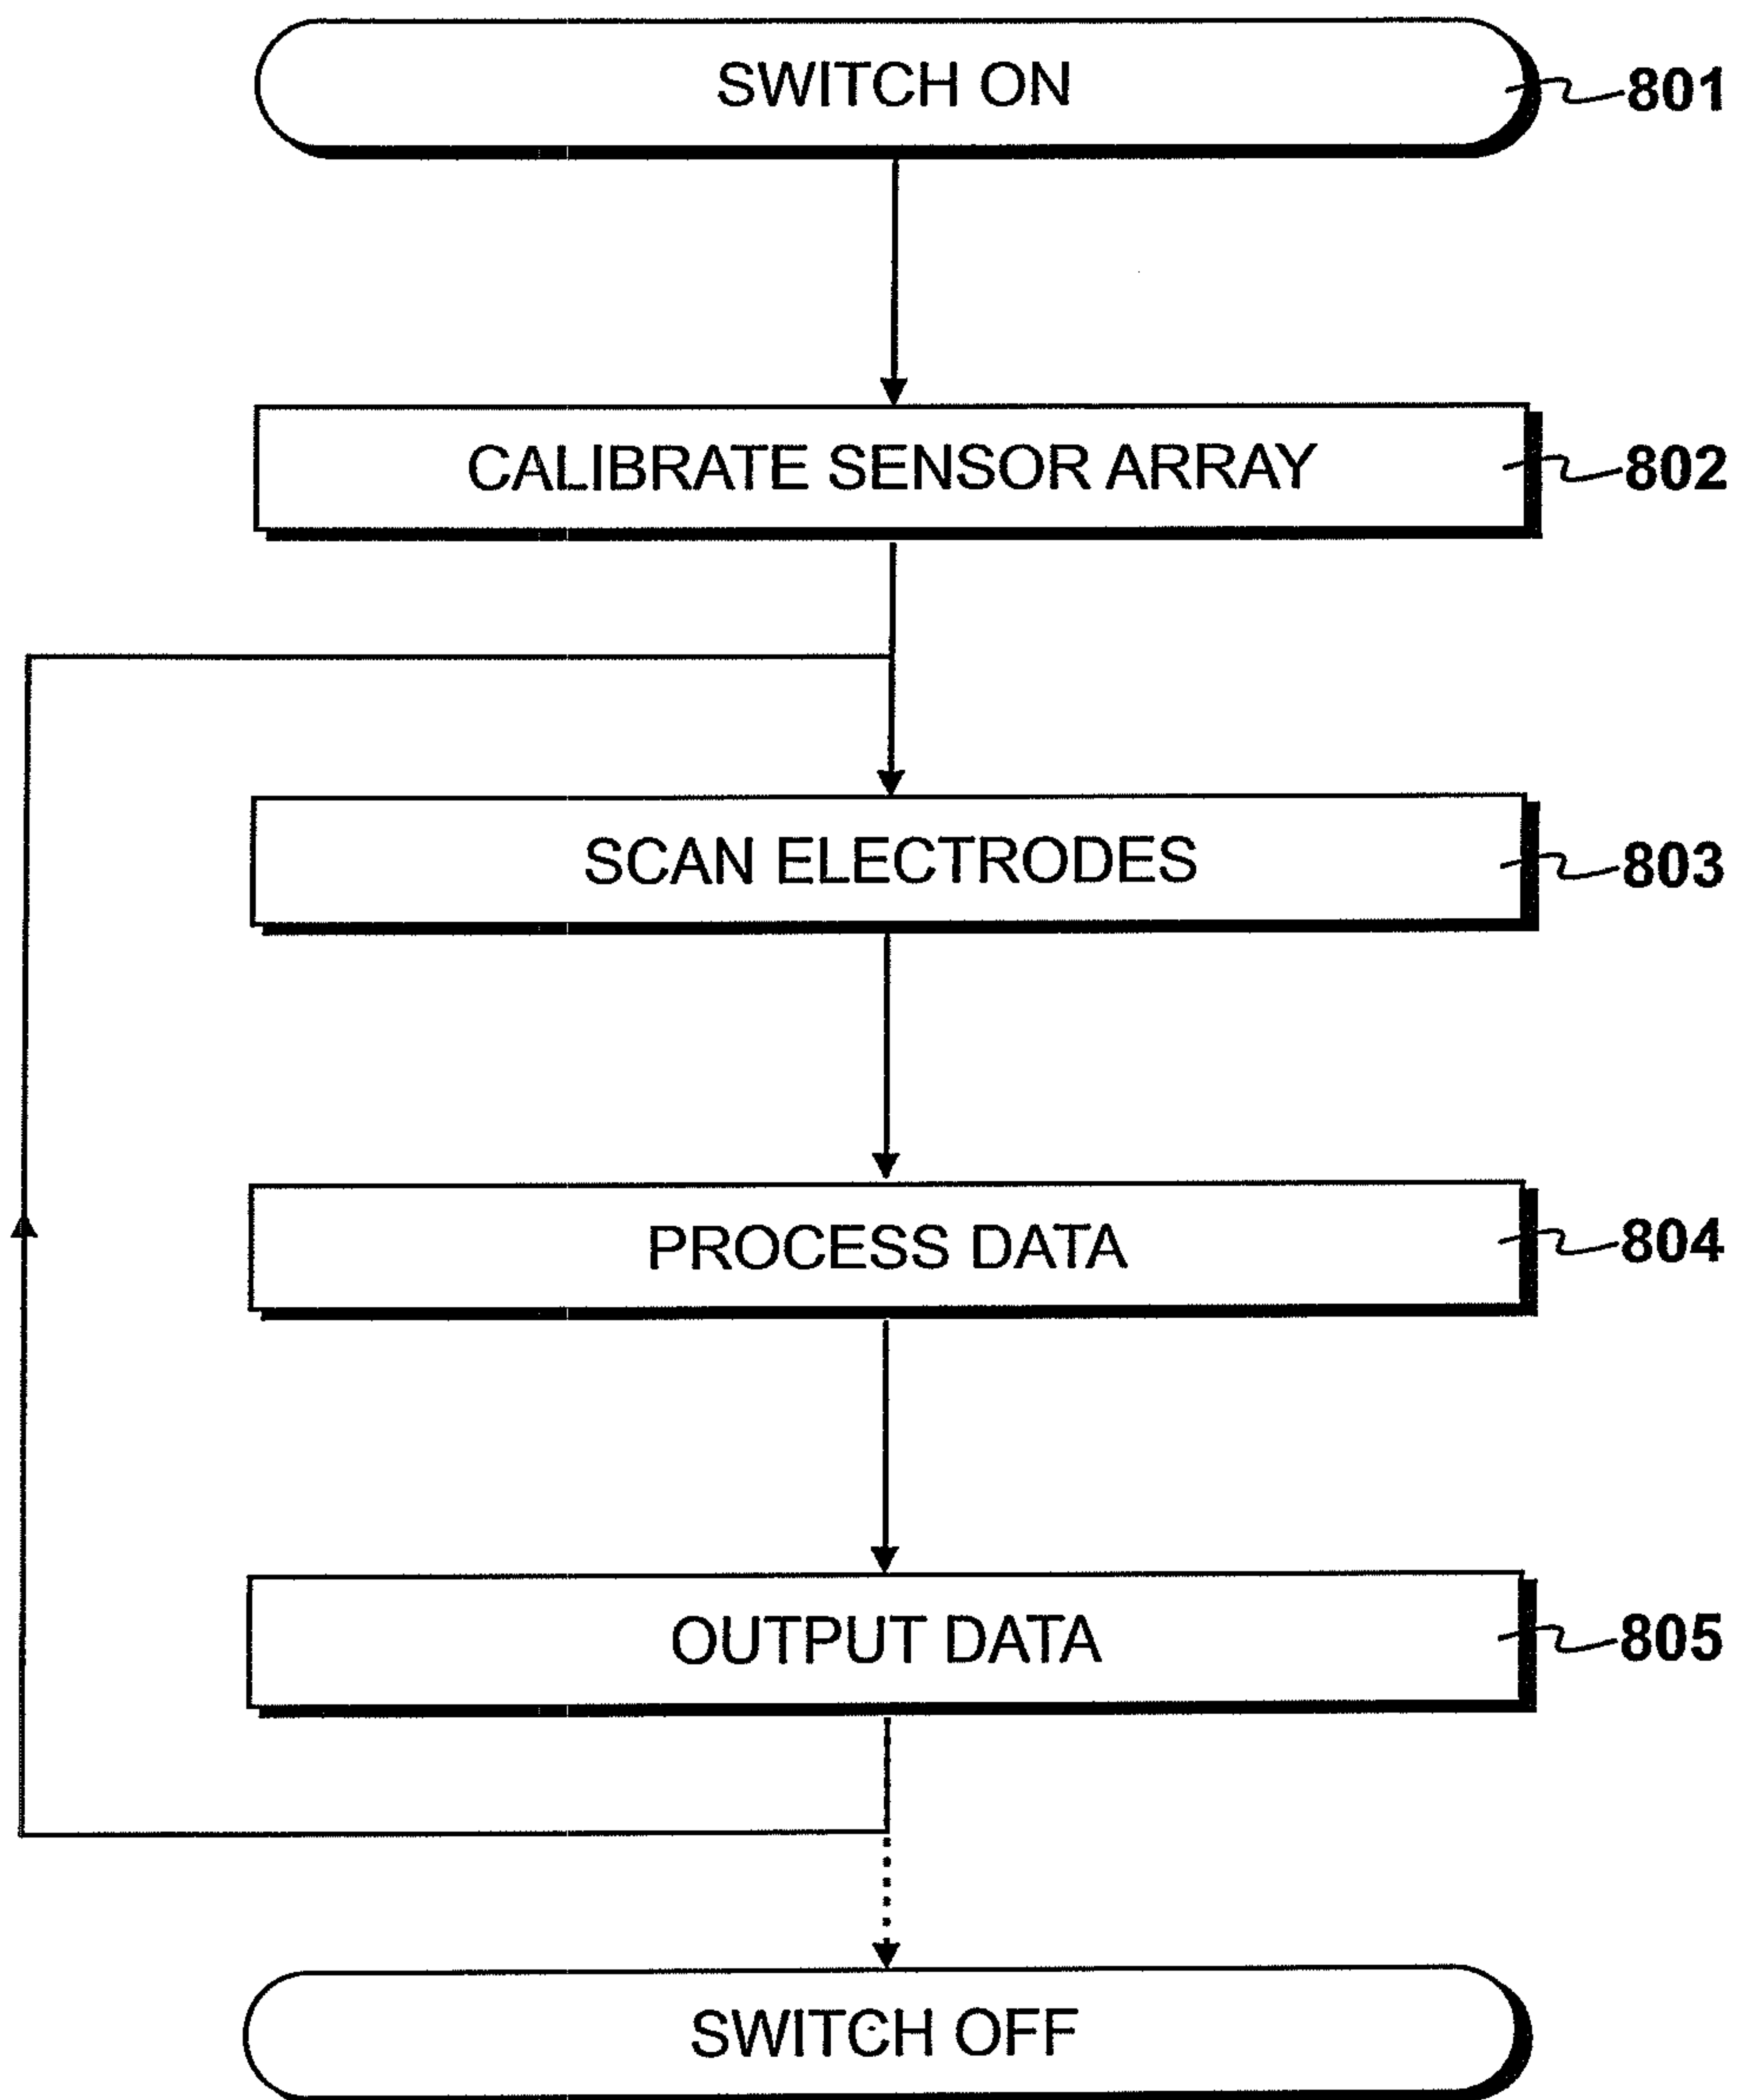 SWITCH ON
801
CALIBRATE SENSOR ARRAY
802
SCAN ELECTRODES
803
PROCESS DATA
804
OUTPUT DATA
805
SWITCH OFF